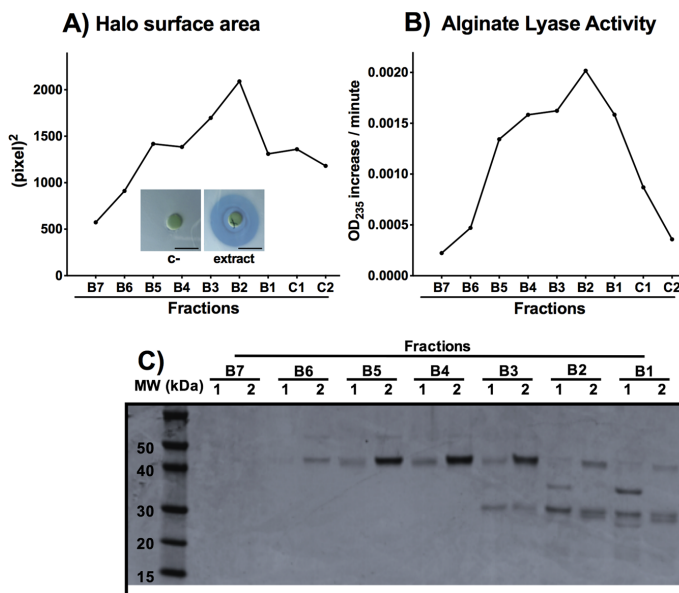 A) Halo surface area
2000
1500
1000
500
0
(pixel)2
c-
extract
B7 B6 B5 B4 B3 B2 B1 C1 C2
Fractions
B) Alginate Lyase Activity
0.0020
0.0015
0.0010
0.0005
0.0000
OD235 increase / minute
B7 B6 B5 B4 B3 B2 B1 C1 C2
Fractions
C)
Fractions
B7 B6 B5 B4 B3 B2 B1
MW (kDa) 1 2 1 2 1 2 1 2 1 2 1 2 1 2
50
40
30
20
15